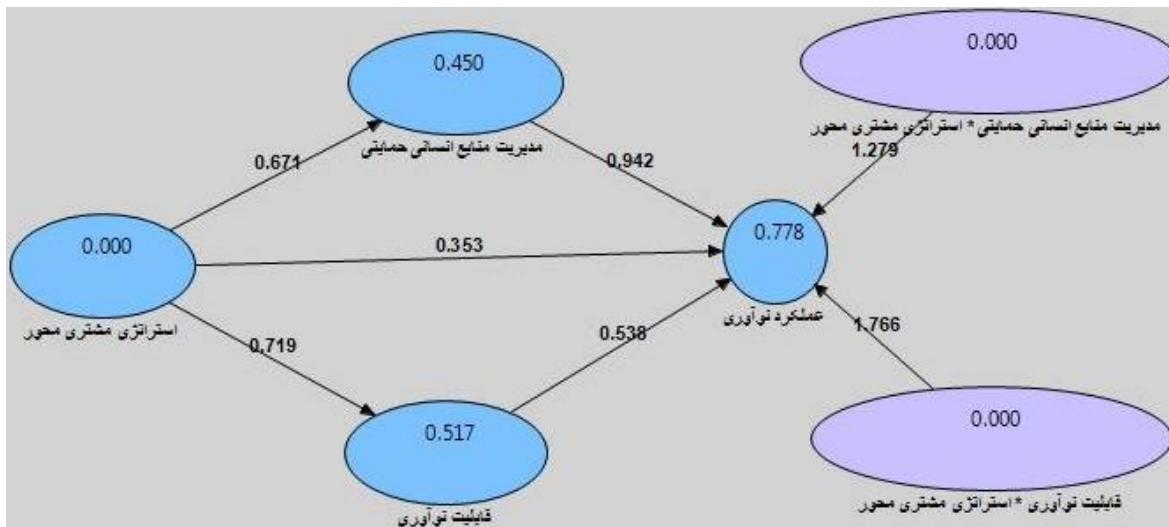 0.450
مدیریت منابع انسانی حمایتی
0.000
مدیریت منابع انسانی حمایتی * استراتژی مشتری محور
0.671
0.942
1.279
0.000
استراتژی مشتری محور
0.353
0.778
عملکرد نوآوری
0.719
0.538
1.766
0.517
قابلیت نوآوری
0.000
قابلیت نوآوری * استراتژی مشتری محور